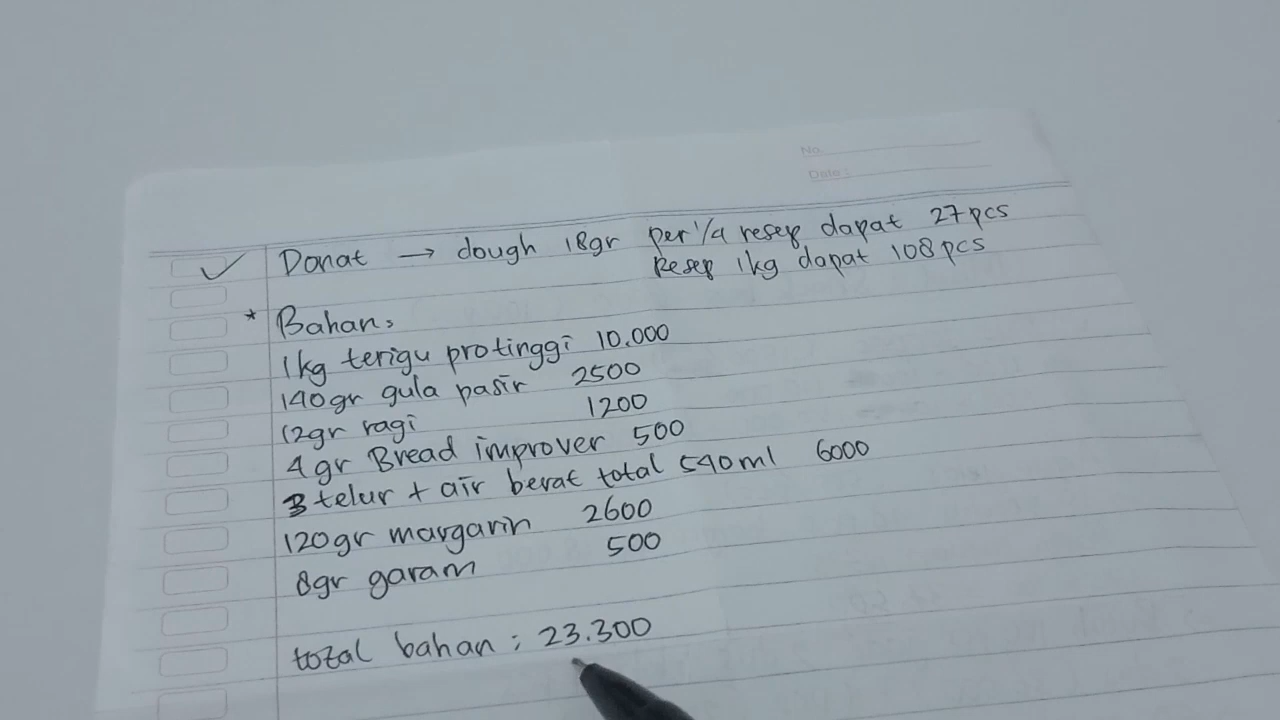 No.
Date :
✓ Donat → dough 18gr per 1/4 resep dapat 27 pcs
Resep 1kg dapat 108 pcs
* Bahan:
1kg terigu protinggi 10.000
140gr gula pasir 2500
12gr ragi 1200
4gr Bread improver 500
3 telur + air berat total 540ml 6000
120gr margarin 2600
8gr garam 500
total bahan : 23.300